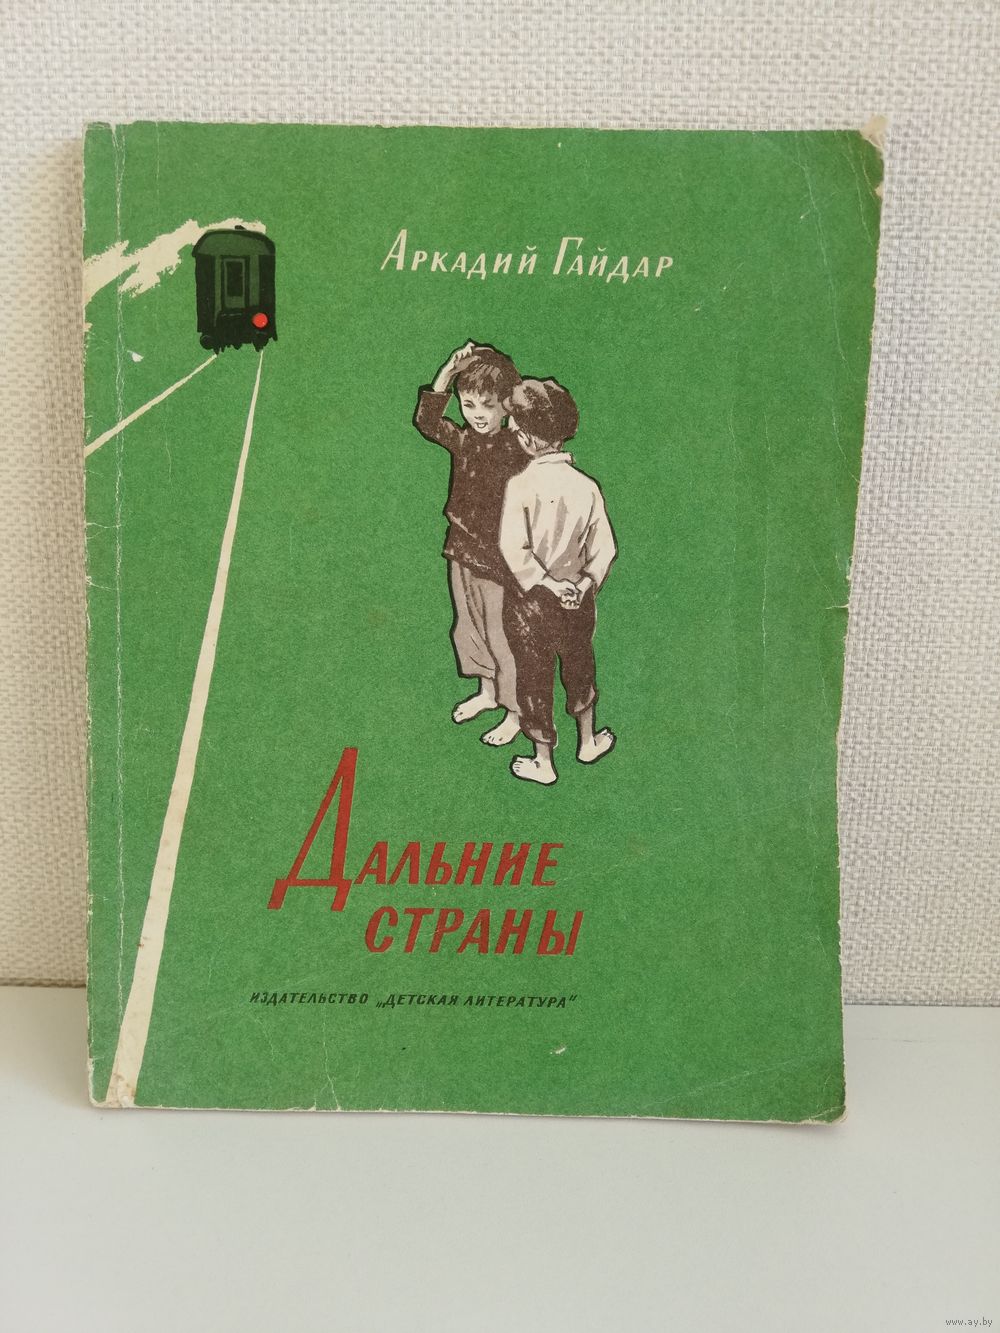 Аркадий Гайдар
Дальние
страны
издательство „Детская литература“
www.ay.by